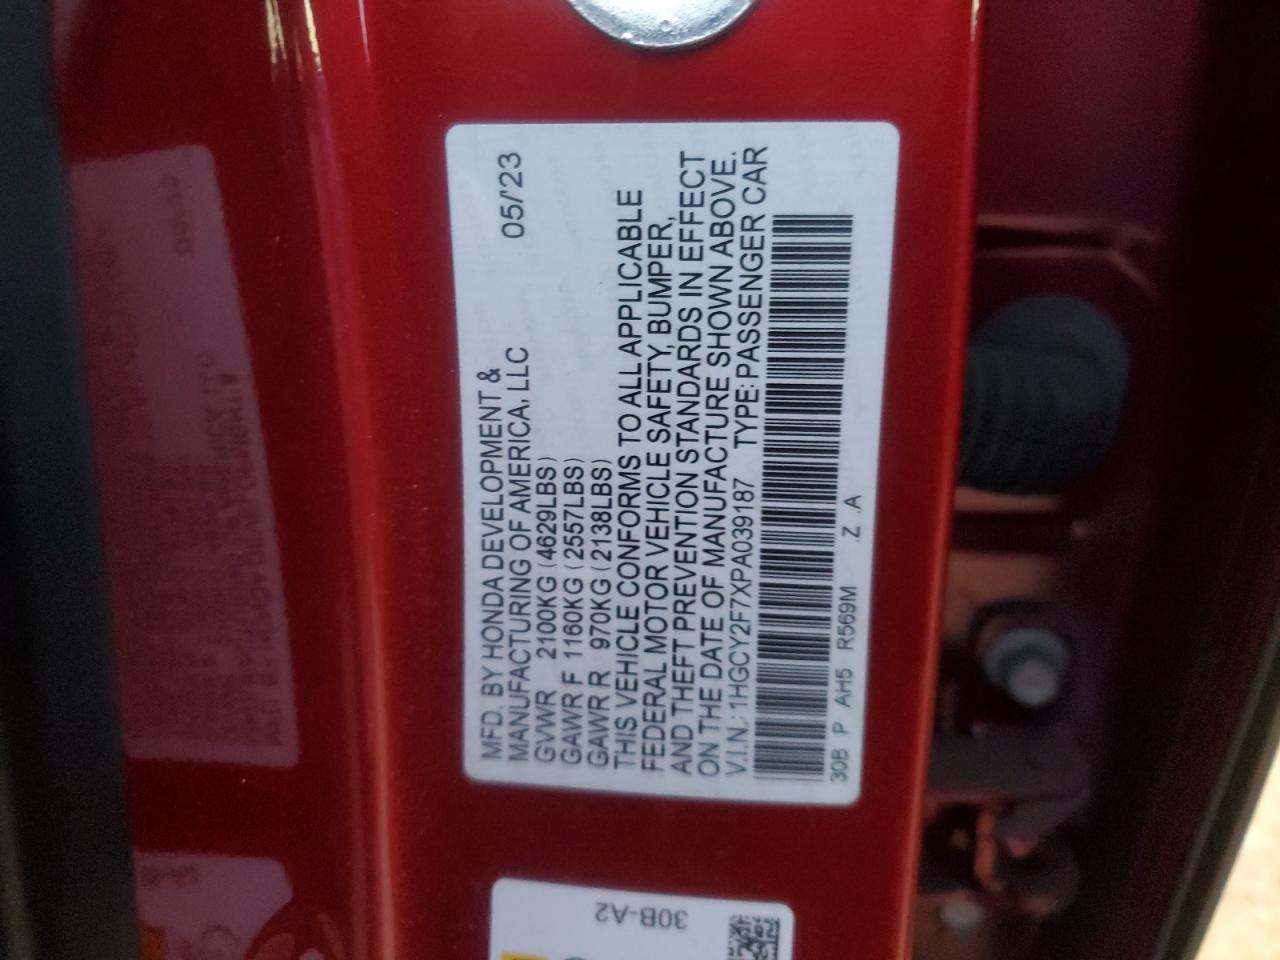 MFD. BY HONDA DEVELOPMENT &
MANUFACTURING OF AMERICA, LLC 05/'23
GVWR 2100KG (4629LBS)
GAWR F 1160KG (2557LBS)
GAWR R 970KG (2138LBS)
THIS VEHICLE CONFORMS TO ALL APPLICABLE
FEDERAL MOTOR VEHICLE SAFETY, BUMPER,
AND THEFT PREVENTION STANDARDS IN EFFECT
ON THE DATE OF MANUFACTURE SHOWN ABOVE.
V.I.N.: 1HGCY2F7XPA039187 TYPE: PASSENGER CAR
30B P AH5 R569M .Z .A
30B-A2